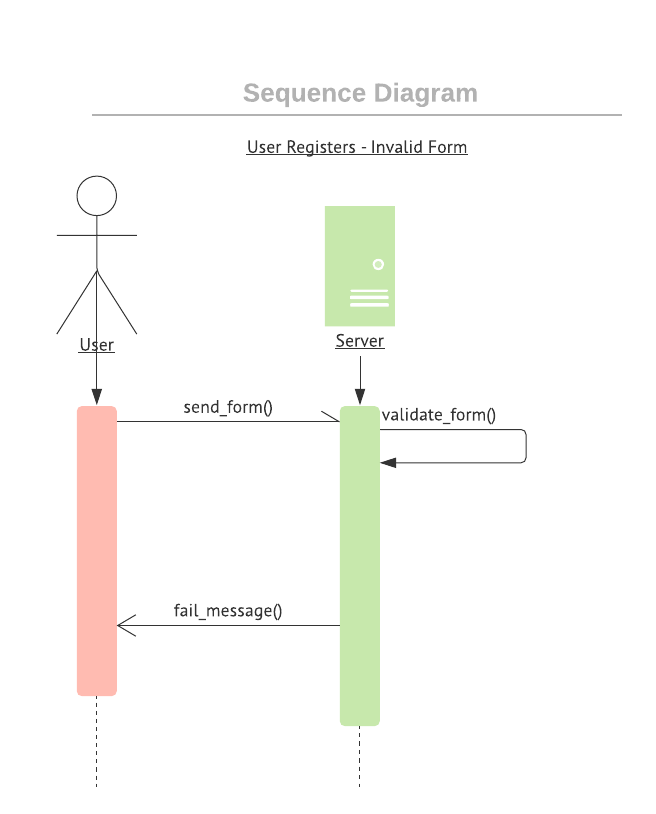 Sequence Diagram
User Registers - Invalid Form
User
Server
send_form()
validate_form()
fail_message()